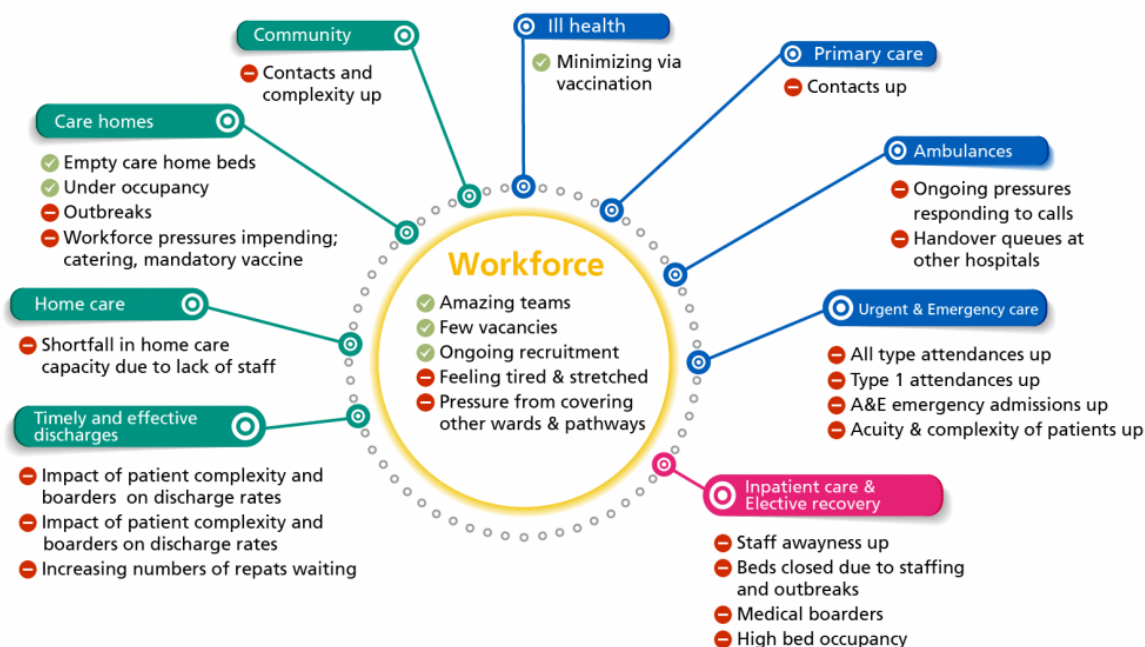 Community
Contacts and
complexity up
Ill health
Minimizing via
vaccination
Primary care
Contacts up
Care homes
Empty care home beds
Under occupancy
Outbreaks
Workforce pressures impending;
catering, mandatory vaccine
Ambulances
Ongoing pressures
responding to calls
Handover queues at
other hospitals
Workforce
Amazing teams
Few vacancies
Ongoing recruitment
Feeling tired & stretched
Pressure from covering
other wards & pathways
Home care
Shortfall in home care
capacity due to lack of staff
Urgent & Emergency care
All type attendances up
Type 1 attendances up
A&E emergency admissions up
Acuity & complexity of patients up
Timely and effective
discharges
Impact of patient complexity and
boarders on discharge rates
Impact of patient complexity and
boarders on discharge rates
Increasing numbers of repats waiting
Inpatient care &
Elective recovery
Staff awayness up
Beds closed due to staffing
and outbreaks
Medical boarders
High bed occupancy